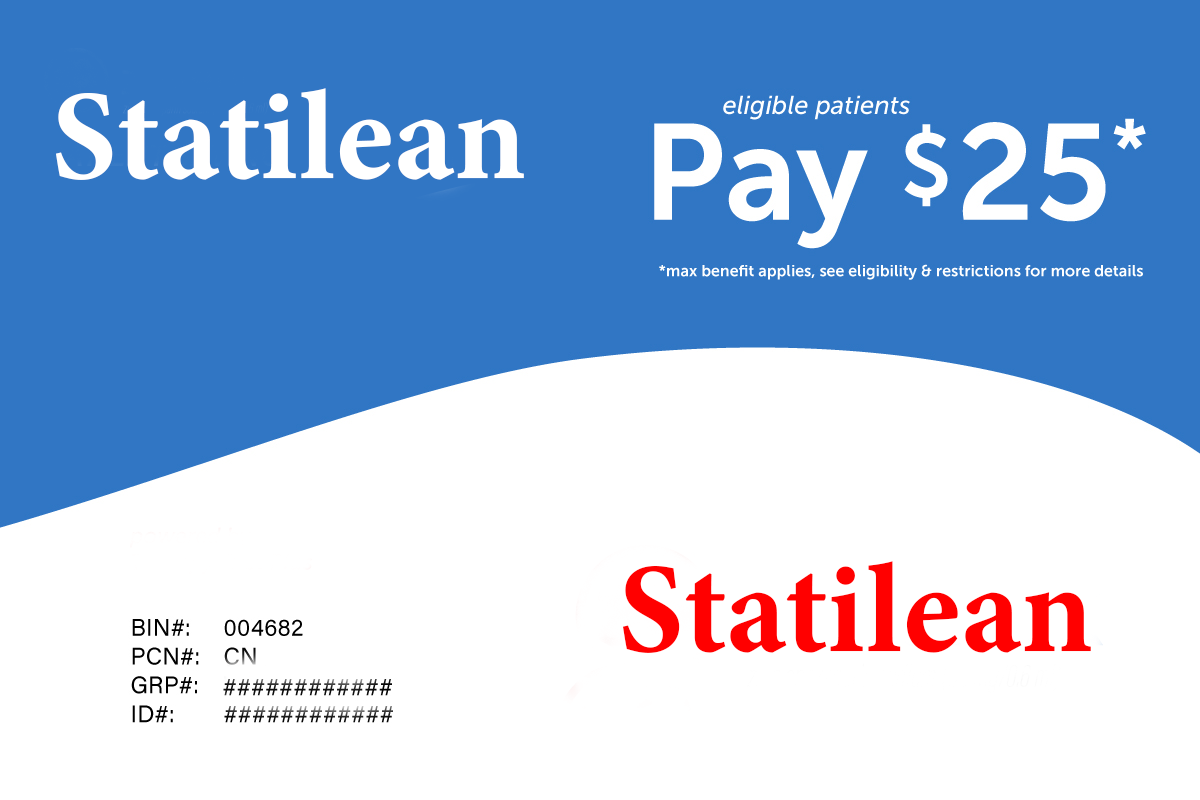 Statilean
eligible patients
Pay $25*
*max benefit applies, see eligibility & restrictions for more details
BIN#: 004682
PCN#: CN
GRP#: ############
ID#: ############
Statilean